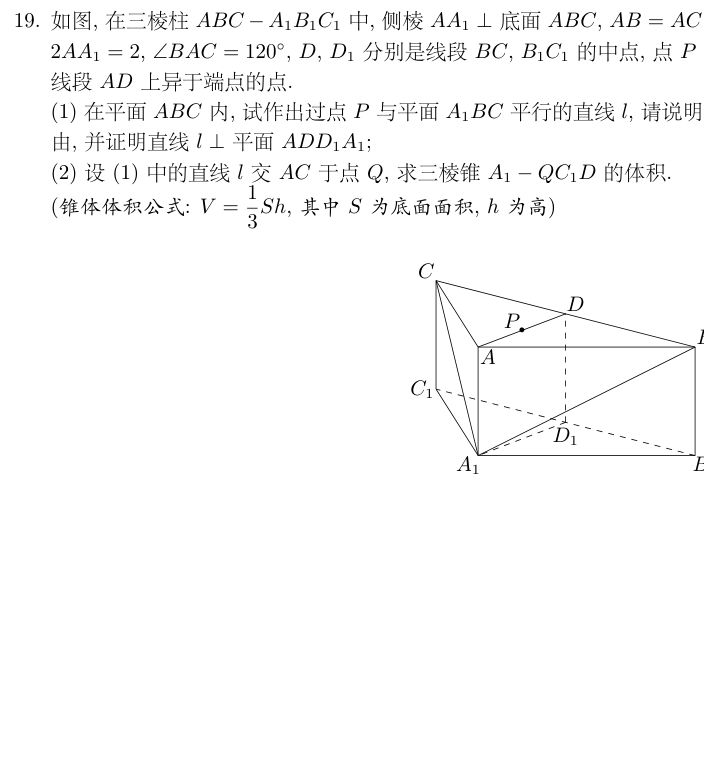 19. 如图, 在三棱柱 ABC − A₁B₁C₁ 中, 侧棱 AA₁ ⊥ 底面 ABC, AB = AC
2AA₁ = 2, ∠BAC = 120°, D, D₁ 分别是线段 BC, B₁C₁ 的中点, 点 P
线段 AD 上异于端点的点.
(1) 在平面 ABC 内, 试作出过点 P 与平面 A₁BC 平行的直线 l, 请说明
由, 并证明直线 l ⊥ 平面 ADD₁A₁;
(2) 设 (1) 中的直线 l 交 AC 于点 Q, 求三棱锥 A₁ − QC₁D 的体积.
(锥体体积公式: V = 1/3 Sh, 其中 S 为底面面积, h 为高)
C
D
P
A
C₁
D₁
A₁